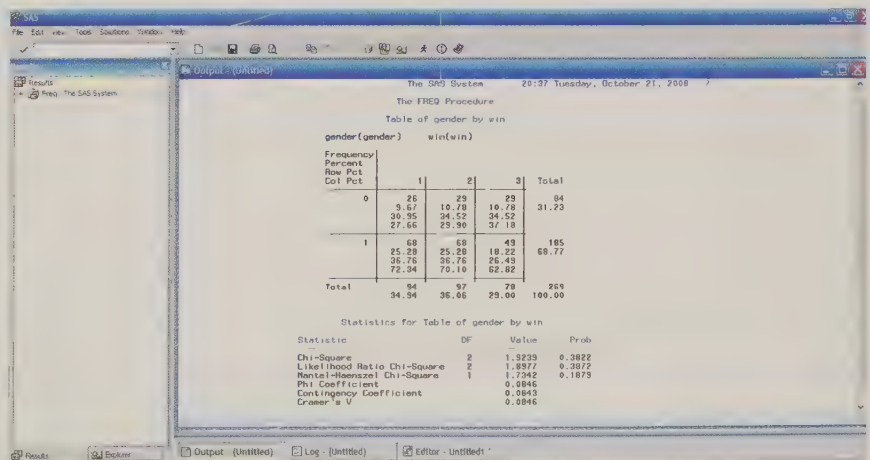 SAS
File Edit View Tools Solutions Window Help
Results
Freq The SAS System
Output - (Untitled)
The SAS System 20:37 Tuesday, October 21, 2008
The FREQ Procedure
Table of gender by win
gender(gender) win(win)
Frequency
Percent
Row Pct
Col Pct 1 2 3 Total
0 26 29 29 84
9.67 10.78 10.78 31.23
30.95 34.52 34.52
27.66 29.90 37.18
1 68 68 49 185
25.28 25.28 18.22 68.77
36.76 36.76 26.49
72.34 70.10 62.82
Total 94 97 78 269
34.94 36.06 29.00 100.00
Statistics for Table of gender by win
Statistic DF Value Prob
Chi-Square 2 1.9239 0.3822
Likelihood Ratio Chi-Square 2 1.8977 0.3872
Mantel-Haenszel Chi-Square 1 1.7342 0.1879
Phi Coefficient 0.0846
Contingency Coefficient 0.0843
Cramer's V 0.0846
Results Explorer Output - (Untitled) Log - (Untitled) Editor - Untitled1 *